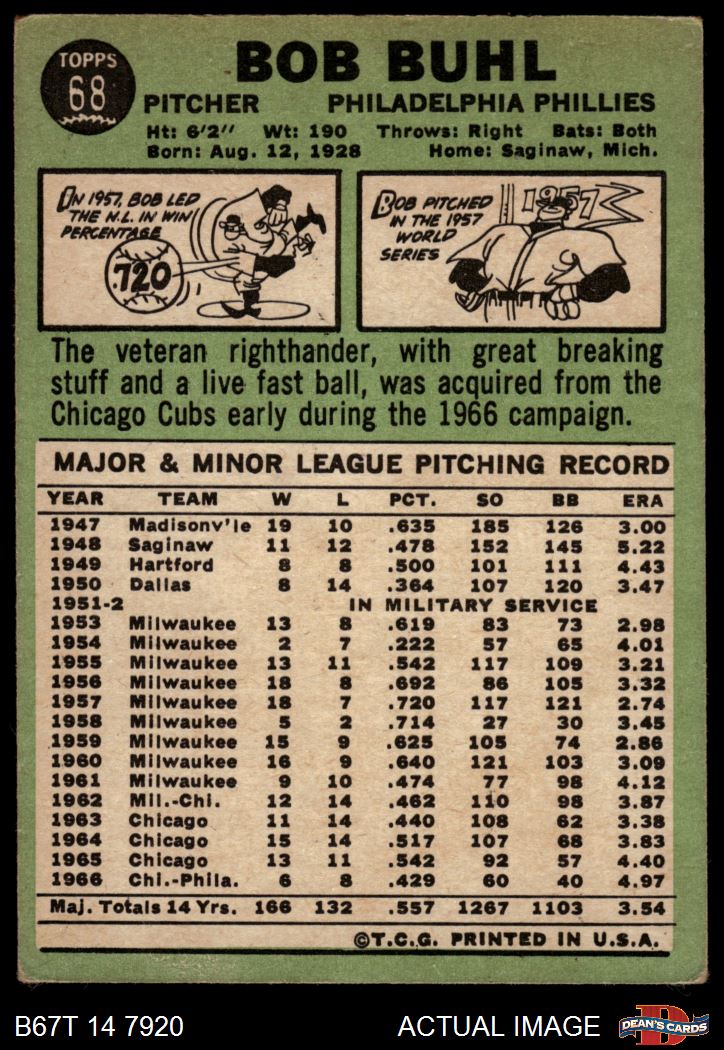 TOPPS
68
BOB BUHL
PITCHER PHILADELPHIA PHILLIES
Ht: 6'2" Wt: 190 Throws: Right Bats: Both
Born: Aug. 12, 1928 Home: Saginaw, Mich.
IN 1957, BOB LED
THE N.L. IN WIN
PERCENTAGE
.720
BOB PITCHED
IN THE 1957
WORLD
SERIES
1957
The veteran righthander, with great breaking
stuff and a live fast ball, was acquired from the
Chicago Cubs early during the 1966 campaign.
MAJOR & MINOR LEAGUE PITCHING RECORD
YEAR TEAM W L PCT. SO BB ERA
1947 Madisonv'le 19 10 .635 185 126 3.00
1948 Saginaw 11 12 .478 152 145 5.22
1949 Hartford 8 8 .500 101 111 4.43
1950 Dallas 8 14 .364 107 120 3.47
1951-2 IN MILITARY SERVICE
1953 Milwaukee 13 8 .619 83 73 2.98
1954 Milwaukee 2 7 .222 57 65 4.01
1955 Milwaukee 13 11 .542 117 109 3.21
1956 Milwaukee 18 8 .692 86 105 3.32
1957 Milwaukee 18 7 .720 117 121 2.74
1958 Milwaukee 5 2 .714 27 30 3.45
1959 Milwaukee 15 9 .625 105 74 2.86
1960 Milwaukee 16 9 .640 121 103 3.09
1961 Milwaukee 9 10 .474 77 98 4.12
1962 Mil.-Chi. 12 14 .462 110 98 3.87
1963 Chicago 11 14 .440 108 62 3.38
1964 Chicago 15 14 .517 107 68 3.83
1965 Chicago 13 11 .542 92 57 4.40
1966 Chi.-Phila. 6 8 .429 60 40 4.97
Maj. Totals 14 Yrs. 166 132 .557 1267 1103 3.54
©T.C.G. PRINTED IN U.S.A.
B67T 14 7920 ACTUAL IMAGE
D
DEAN'S CARDS